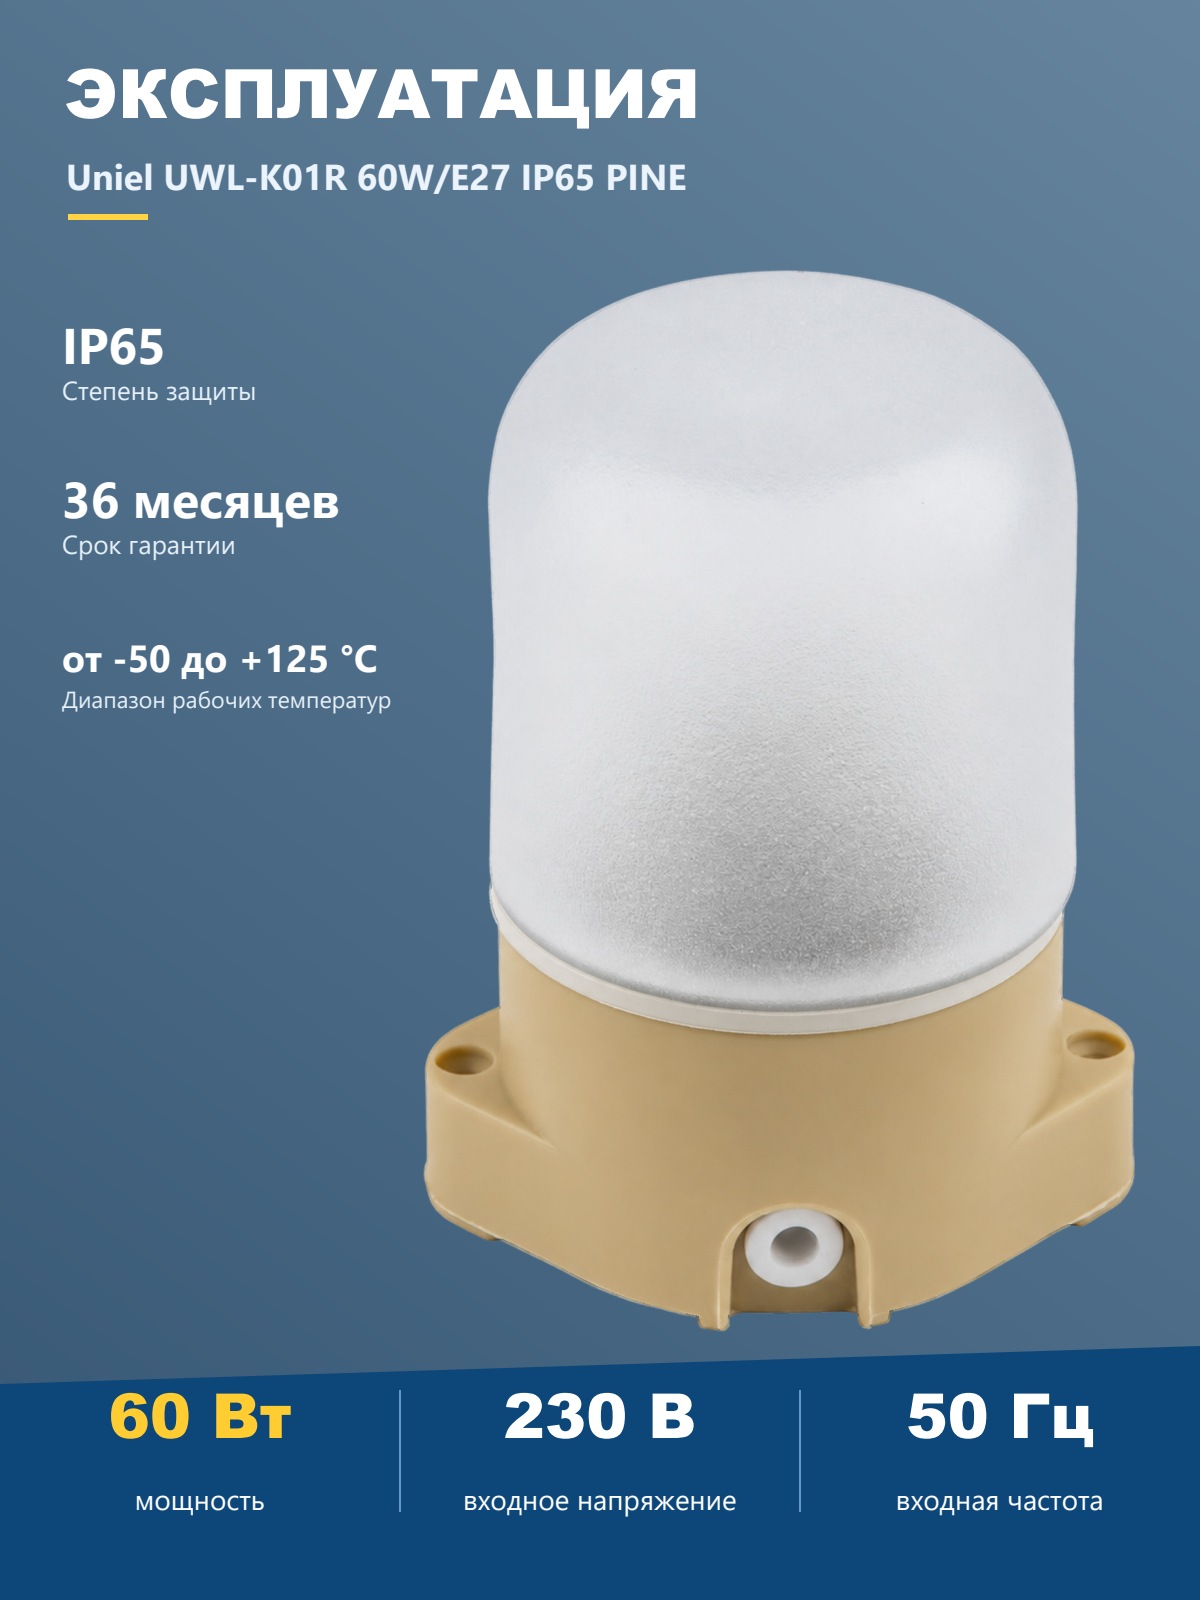 ЭКСПЛУАТАЦИЯ
Uniel UWL-K01R 60W/E27 IP65 PINE
IP65
Степень защиты
36 месяцев
Срок гарантии
от -50 до +125 °C
Диапазон рабочих температур
60 Вт
мощность
230 В
входное напряжение
50 Гц
входная частота